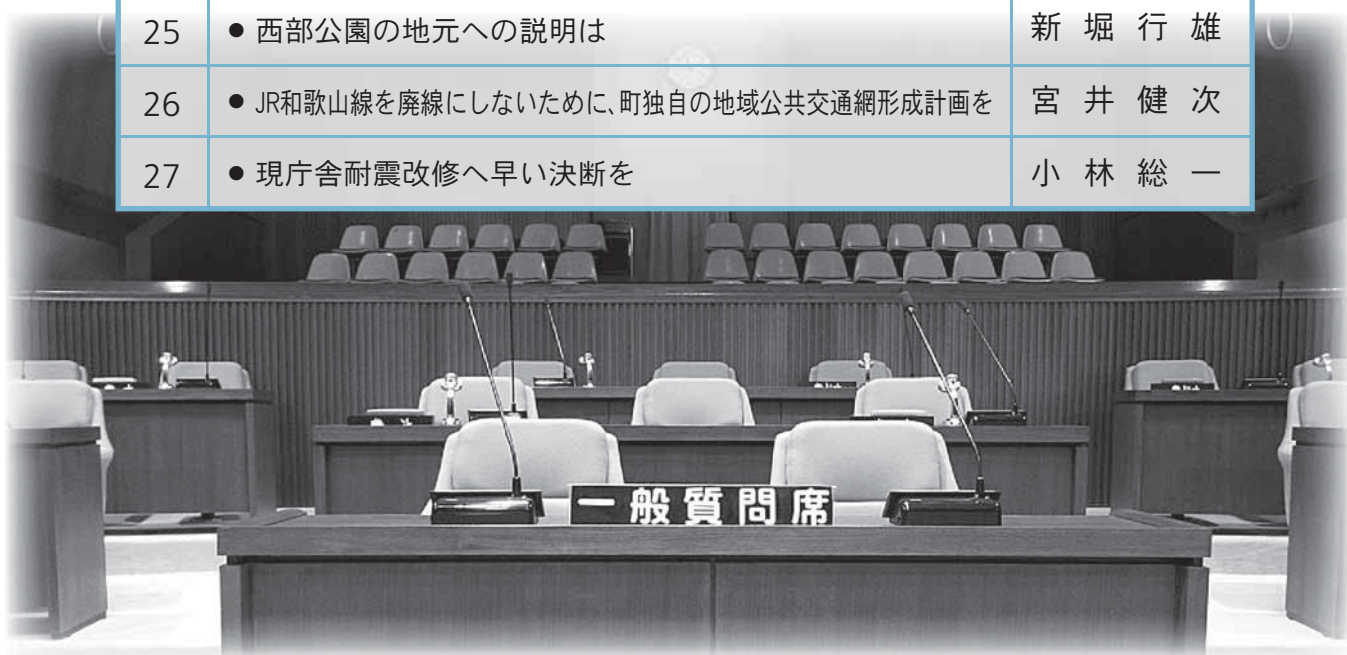 25 ● 西部公園の地元への説明は 新堀行雄
26 ● JR和歌山線を廃線にしないために、町独自の地域公共交通網形成計画を 宮井健次
27 ● 現庁舎耐震改修へ早い決断を 小林総一
一般質問席